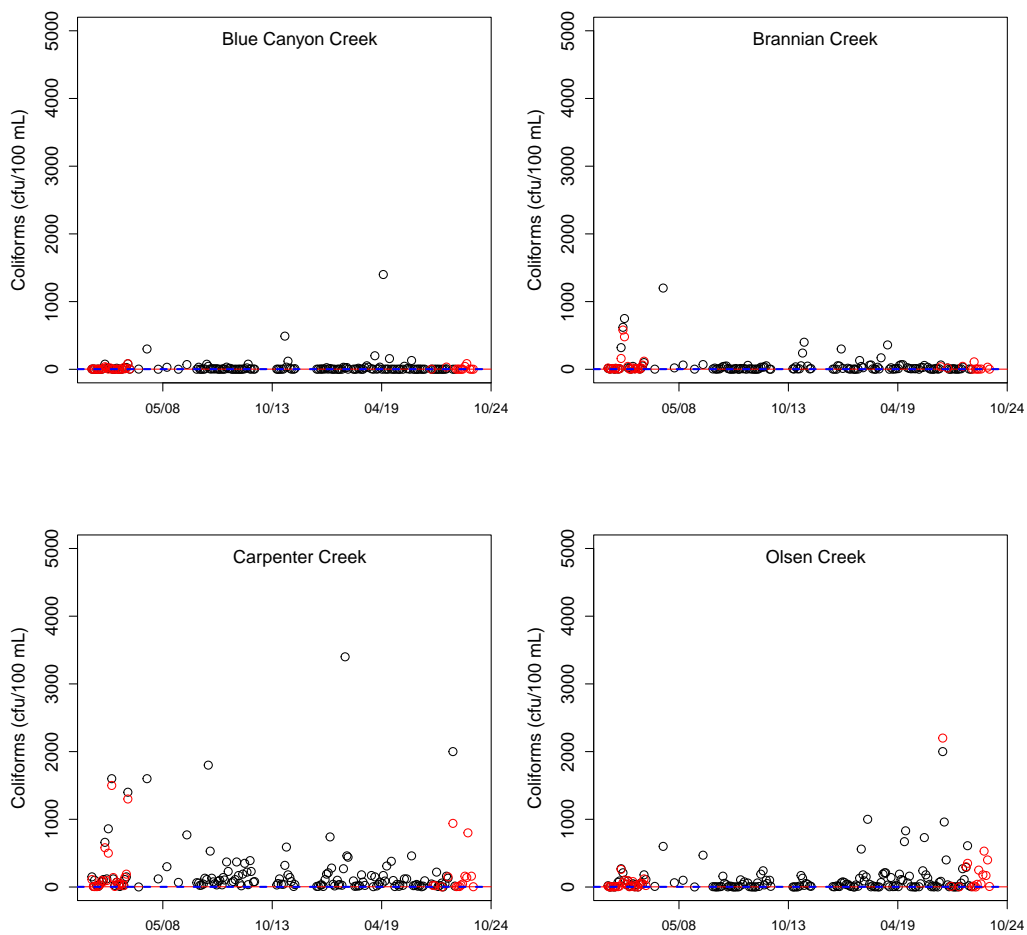 Blue Canyon Creek
Coliforms (cfu/100 mL)
5000
4000
3000
2000
1000
0
05/08 10/13 04/19 10/24
Brannian Creek
Coliforms (cfu/100 mL)
5000
4000
3000
2000
1000
0
05/08 10/13 04/19 10/24
Carpenter Creek
Coliforms (cfu/100 mL)
5000
4000
3000
2000
1000
0
05/08 10/13 04/19 10/24
Olsen Creek
Coliforms (cfu/100 mL)
5000
4000
3000
2000
1000
0
05/08 10/13 04/19 10/24